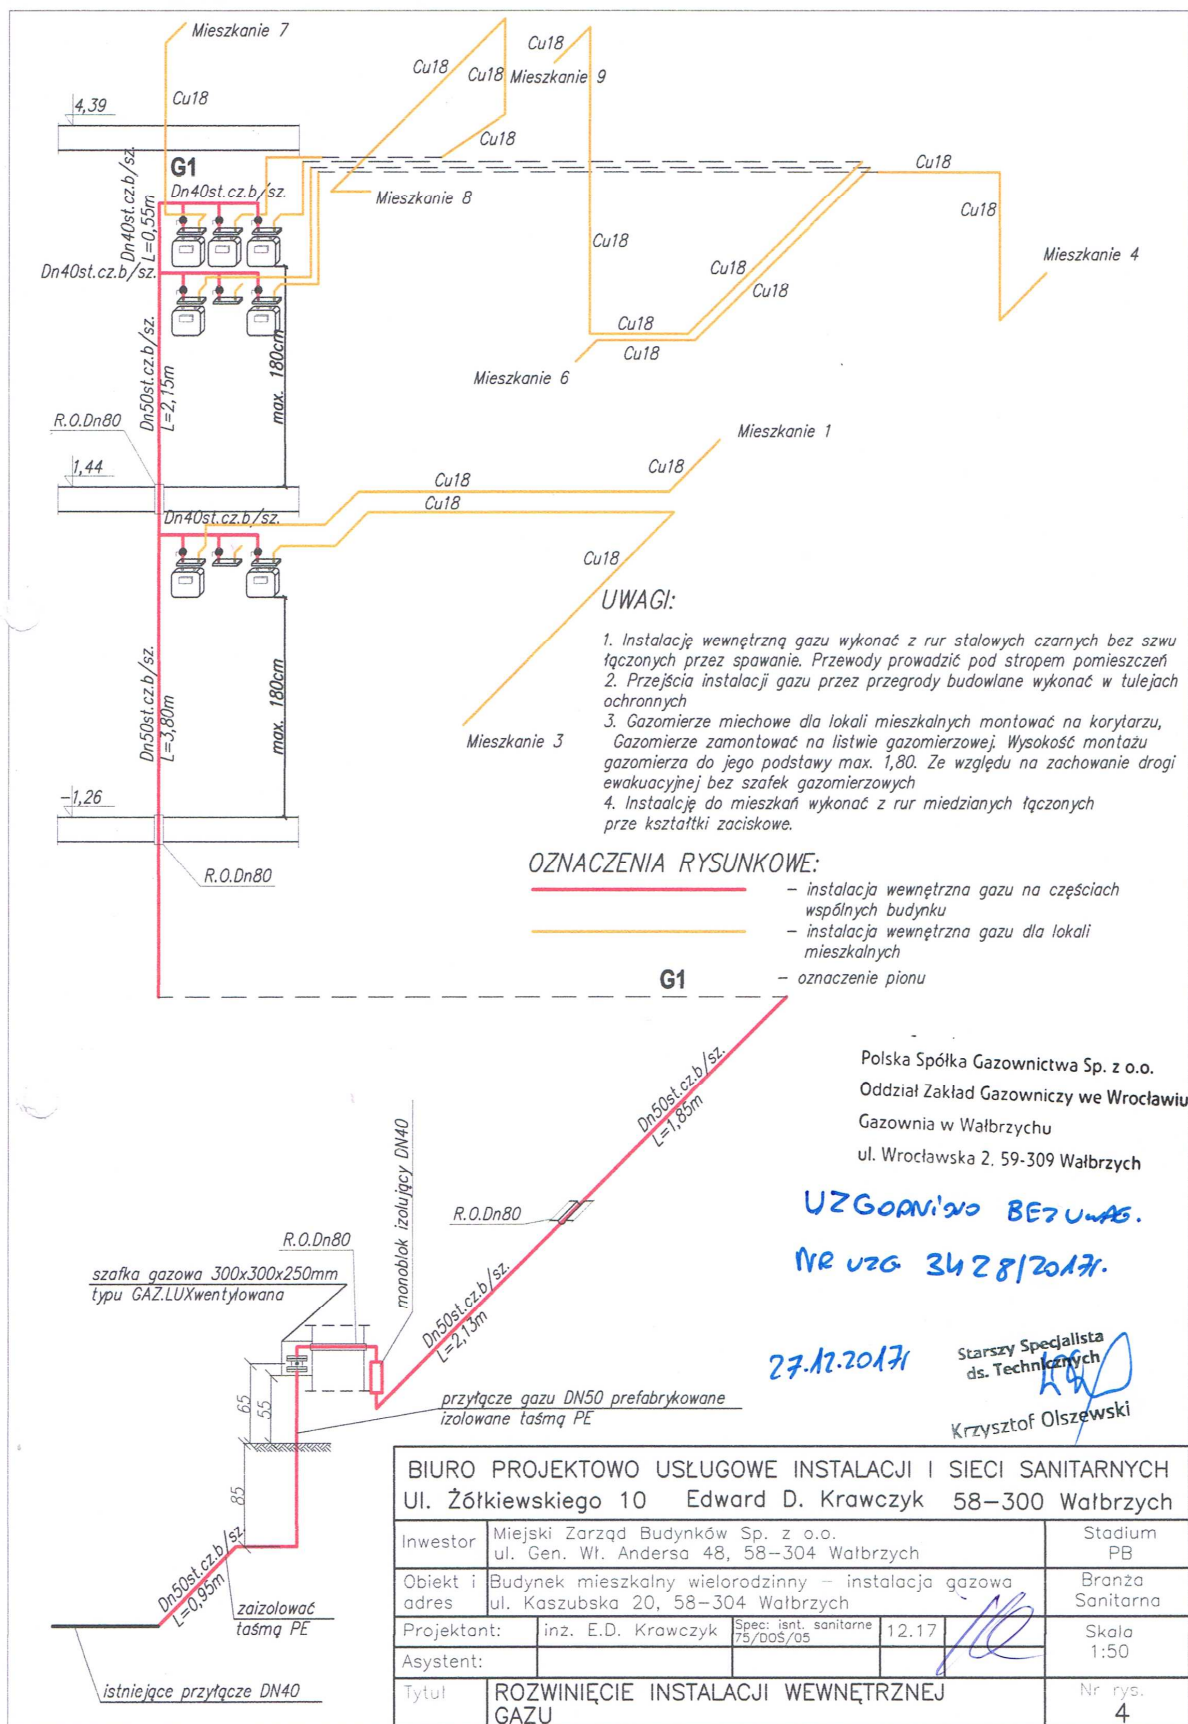 Mieszkanie 7
Cu18
Cu18
Cu18
Cu18
Mieszkanie 9
4,39
Cu18
Cu18
G1
Dn40st.cz.b/sz.
Dn40st.cz.b/sz.
L=0,55m
Mieszkanie 8
Cu18
Cu18
Cu18
Mieszkanie 4
Dn40st.cz.b/sz.
Cu18
Cu18
Cu18
Cu18
Mieszkanie 6
Dn50st.cz.b/sz.
L=2,15m
max. 180cm
R.O.Dn80
1,44
Mieszkanie 1
Cu18
Cu18
Cu18
Dn40st.cz.b/sz.
Cu18
Dn50st.cz.b/sz.
L=3,80m
max. 180cm
Mieszkanie 3
-1,26
R.O.Dn80
UWAGI:
1. Instalację wewnętrzną gazu wykonać z rur stalowych czarnych bez szwu
łączonych przez spawanie. Przewody prowadzić pod stropem pomieszczeń
2. Przejścia instalacji gazu przez przegrody budowlane wykonać w tulejach
ochronnych
3. Gazomierze miechowe dla lokali mieszkalnych montować na korytarzu,
Gazomierze zamontować na listwie gazomierzowej. Wysokość montażu
gazomierza do jego podstawy max. 1,80. Ze względu na zachowanie drogi
ewakuacyjnej bez szafek gazomierzowych
4. Instaalcję do mieszkań wykonać z rur miedzianych łączonych
prze kształtki zaciskowe.
OZNACZENIA RYSUNKOWE:
- instalacja wewnętrzna gazu na częściach
wspólnych budynku
- instalacja wewnętrzna gazu dla lokali
mieszkalnych
G1 - oznaczenie pionu
Dn50st.cz.b/sz.
L=1,85m
R.O.Dn80
Dn50st.cz.b/sz.
L=2,13m
monoblok izolujący DN40
R.O.Dn80
szafka gazowa 300x300x250mm
typu GAZ.LUXwentylowana
65
55
85
przyłącze gazu DN50 prefabrykowane
izolowane taśmą PE
Dn50st.cz.b/sz.
L=0,95m
zaizolować
taśmą PE
istniejące przyłącze DN40
Polska Spółka Gazownictwa Sp. z o.o.
Oddział Zakład Gazowniczy we Wrocławiu
Gazownia w Wałbrzychu
ul. Wrocławska 2, 59-309 Wałbrzych
UZGODNIONO BEZ UWAG.
NR UZG 3428/2017r.
27.12.2017r
Starszy Specjalista
ds. Technicznych
Krzysztof Olszewski
BIURO PROJEKTOWO USŁUGOWE INSTALACJI I SIECI SANITARNYCH
Ul. Żółkiewskiego 10 Edward D. Krawczyk 58-300 Wałbrzych
Inwestor
Miejski Zarząd Budynków Sp. z o.o.
ul. Gen. Wł. Andersa 48, 58-304 Wałbrzych
Stadium
PB
Obiekt i
adres
Budynek mieszkalny wielorodzinny - instalacja gazowa
ul. Kaszubska 20, 58-304 Wałbrzych
Branża
Sanitarna
Projektant:
inż. E.D. Krawczyk
Spec: isnt. sanitarne
75/DOŚ/05
12.17
Skala
1:50
Asystent:
Tytuł
ROZWINIĘCIE INSTALACJI WEWNĘTRZNEJ
GAZU
Nr rys.
4